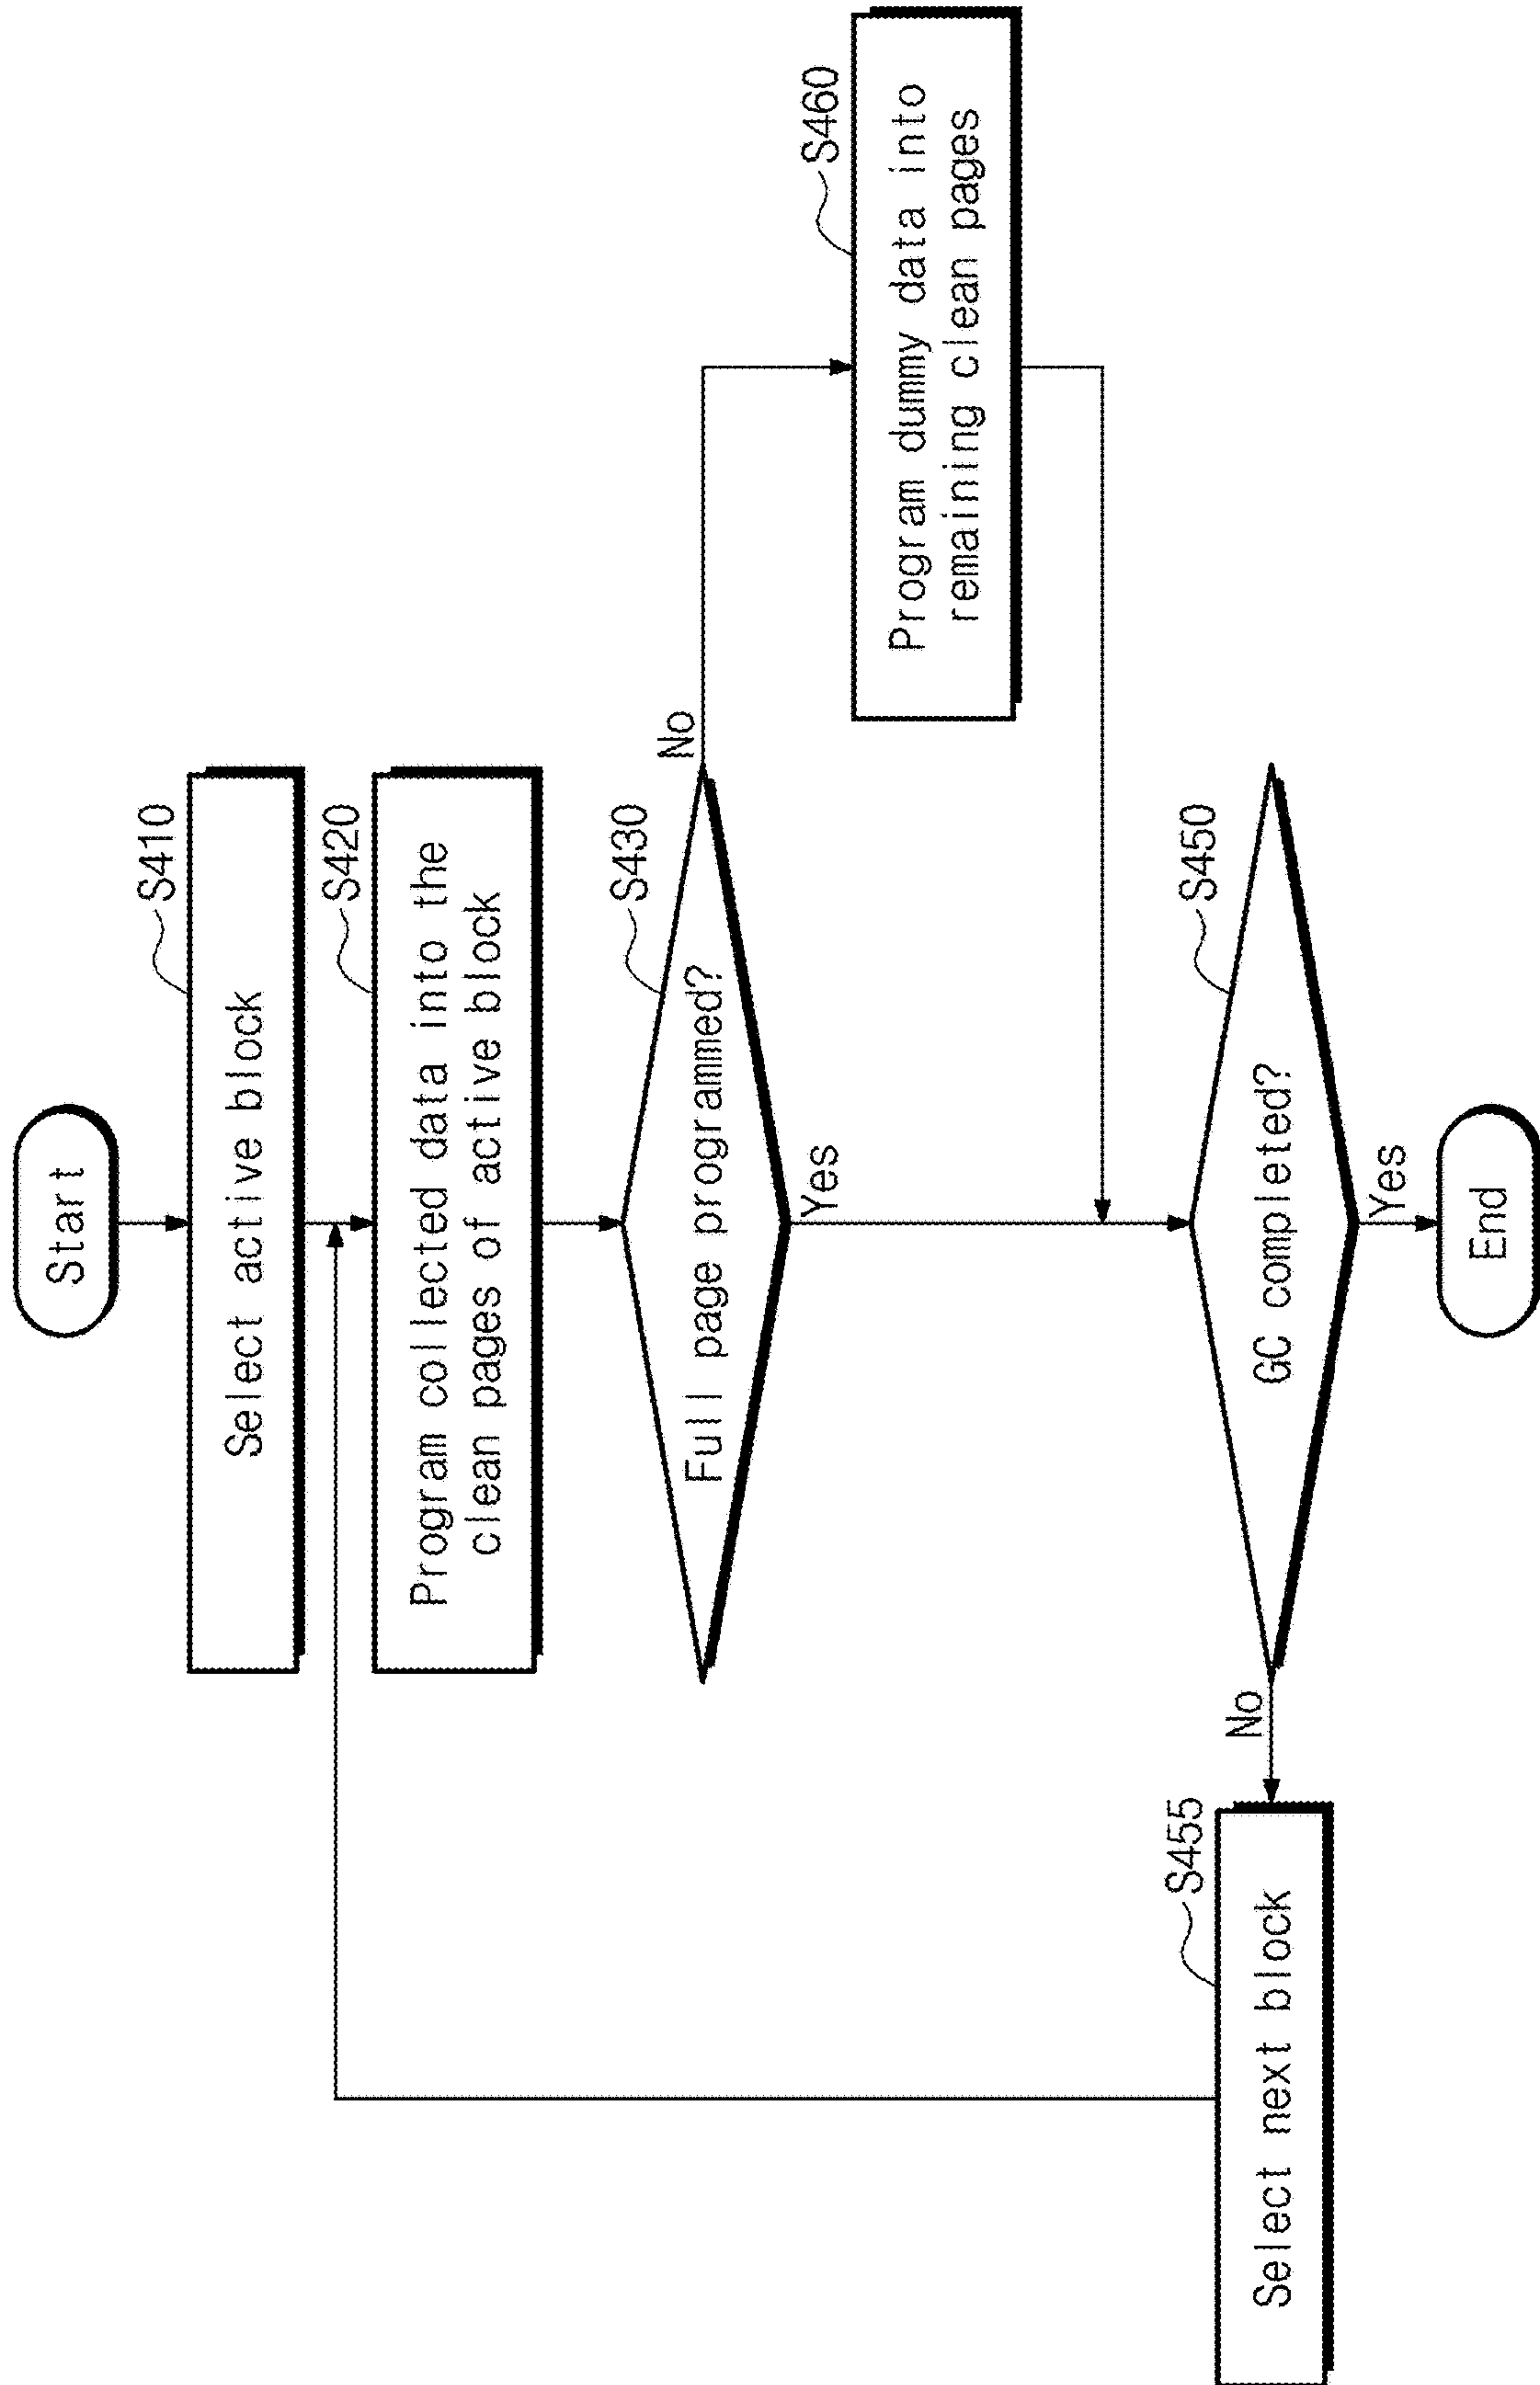 Start
S410
Select active block
S420
Program collected data into the
clean pages of active block
S430
Full page programmed?
No
Yes
S460
Program dummy data into
remaining clean pages
S450
GC completed?
No
Yes
S455
Select next block
End